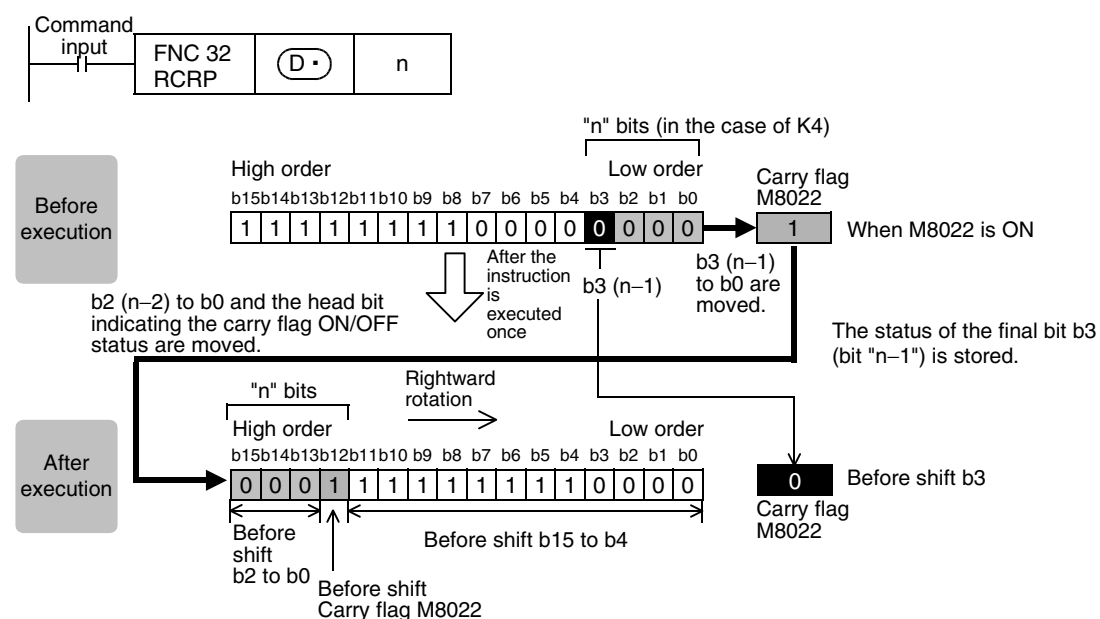 Command
input
FNC 32
RCRP
D・
n
"n" bits (in the case of K4)
High order
Low order
Carry flag
M8022
b15b14b13b12b11b10 b9 b8 b7 b6 b5 b4 b3 b2 b1 b0
Before
execution
1 1 1 1 1 1 1 1 0 0 0 0 0 0 0 0
1
When M8022 is ON
After the
instruction
is
executed
once
b3 (n–1)
b3 (n–1)
to b0 are
moved.
b2 (n–2) to b0 and the head bit
indicating the carry flag ON/OFF
status are moved.
The status of the final bit b3
(bit "n–1") is stored.
"n" bits
Rightward
rotation
High order
Low order
b15b14b13b12b11b10 b9 b8 b7 b6 b5 b4 b3 b2 b1 b0
After
execution
0 0 0 1 1 1 1 1 1 1 1 1 0 0 0 0
0
Before shift b3
Carry flag
M8022
Before
shift
b2 to b0
Before shift b15 to b4
Before shift
Carry flag M8022